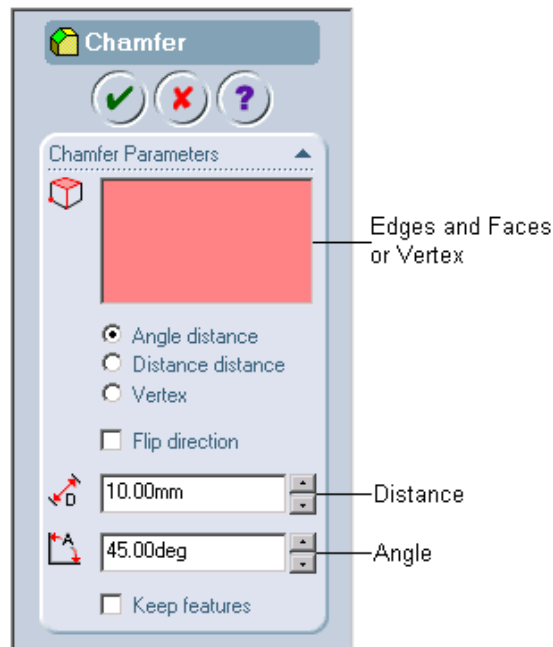 Chamfer
?
Chamfer Parameters
Edges and Faces
or Vertex
Angle distance
Distance distance
Vertex
Flip direction
D
10.00mm
Distance
A
45.00deg
Angle
Keep features